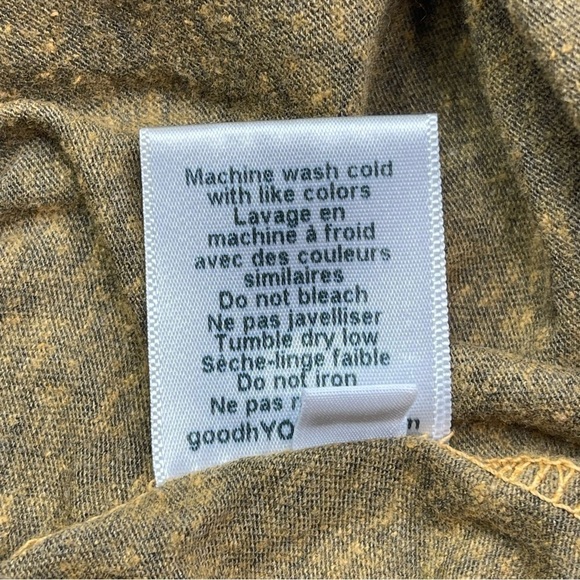 Machine wash cold
with like colors
Lavage en
machine à froid
avec des couleurs
similaires
Do not bleach
Ne pas javelliser
Tumble dry low
Sèche-linge faible
Do not iron
Ne pas
goodhYO